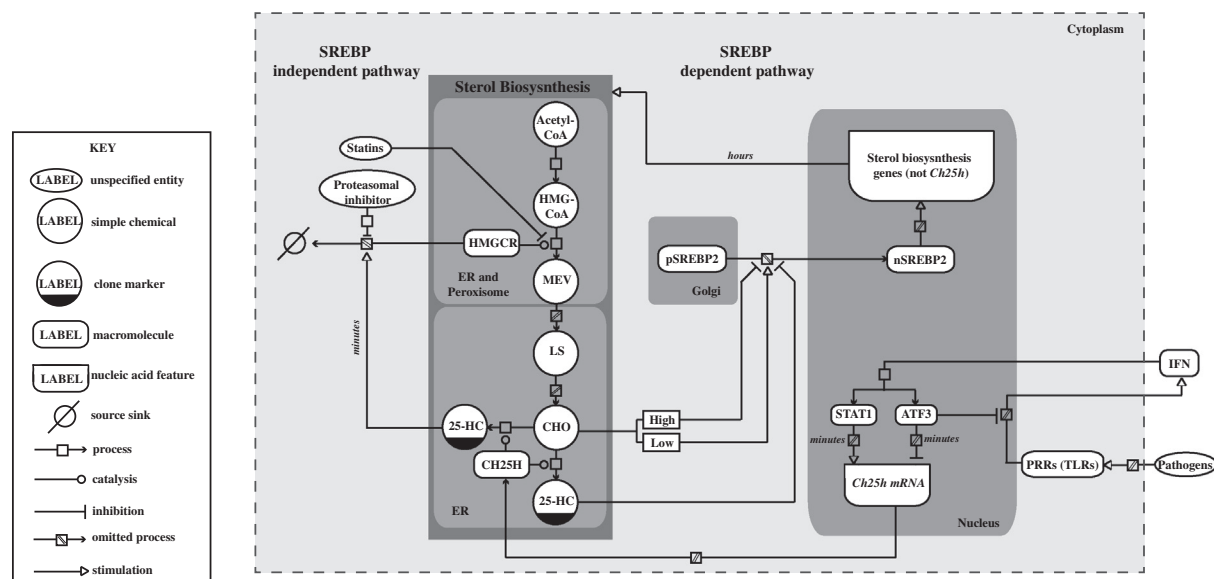 Cytoplasm
SREBP
independent pathway
SREBP
dependent pathway
Sterol Biosysnthesis
Acetyl-
CoA
Statins
Proteasomal
inhibitor
HMG-
CoA
HMGCR
MEV
ER and
Peroxisome
LS
minutes
25-HC
CHO
CH25H
25-HC
ER
hours
Sterol biosysnthesis
genes (not Ch25h)
pSREBP2
Golgi
nSREBP2
High
Low
STAT1
ATF3
minutes
minutes
Ch25h mRNA
Nucleus
IFN
PRRs (TLRs)
Pathogens
KEY
LABEL unspecified entity
LABEL simple chemical
LABEL clone marker
LABEL macromolecule
LABEL nucleic acid feature
source sink
process
catalysis
inhibition
omitted process
stimulation